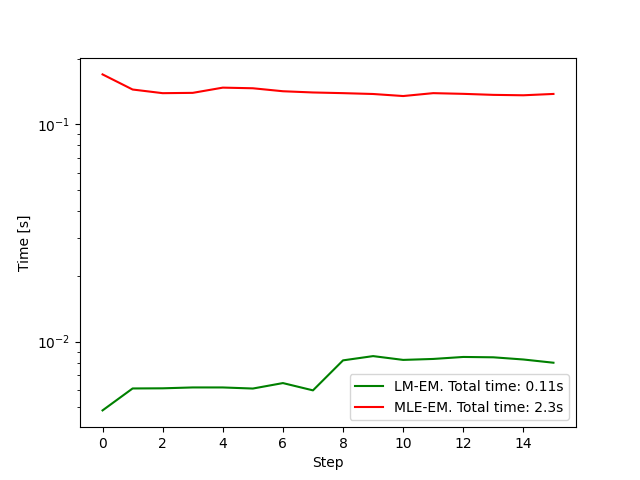 Time [s]
10⁻¹
10⁻²
LM-EM. Total time: 0.11s
MLE-EM. Total time: 2.3s
0 2 4 6 8 10 12 14
Step